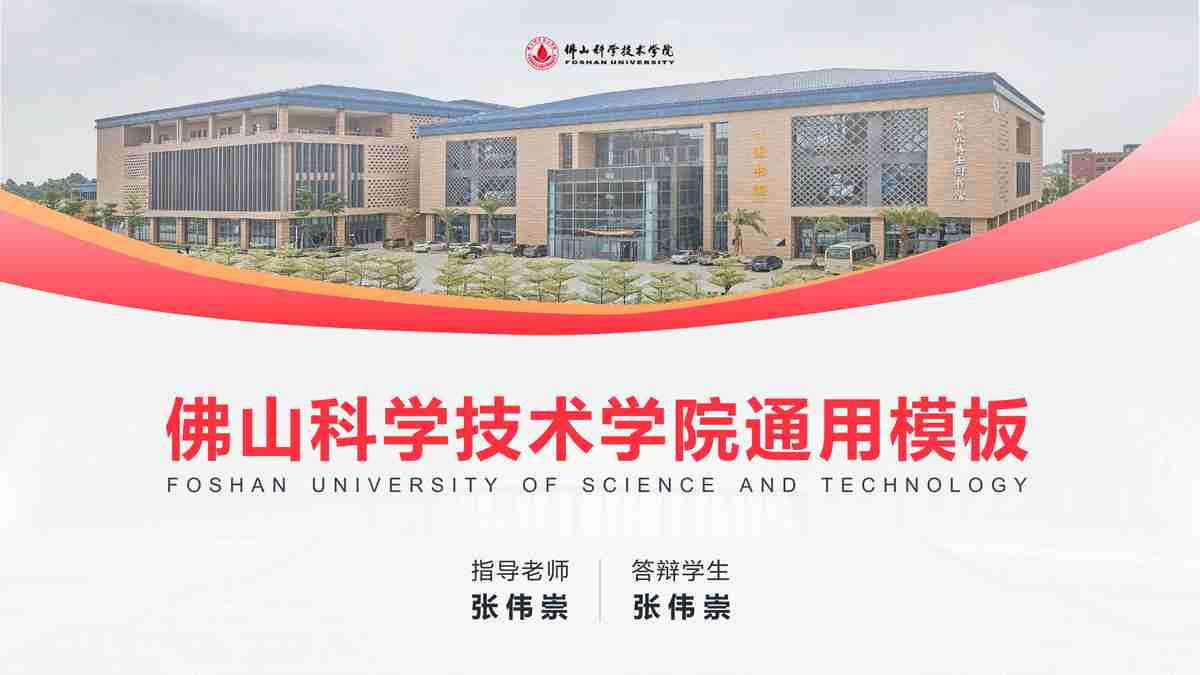 佛山科学技术学院
FOSHAN UNIVERSITY
佛山科学技术学院通用模板
FOSHAN UNIVERSITY OF SCIENCE AND TECHNOLOGY
指导老师
张伟崇
答辩学生
张伟崇